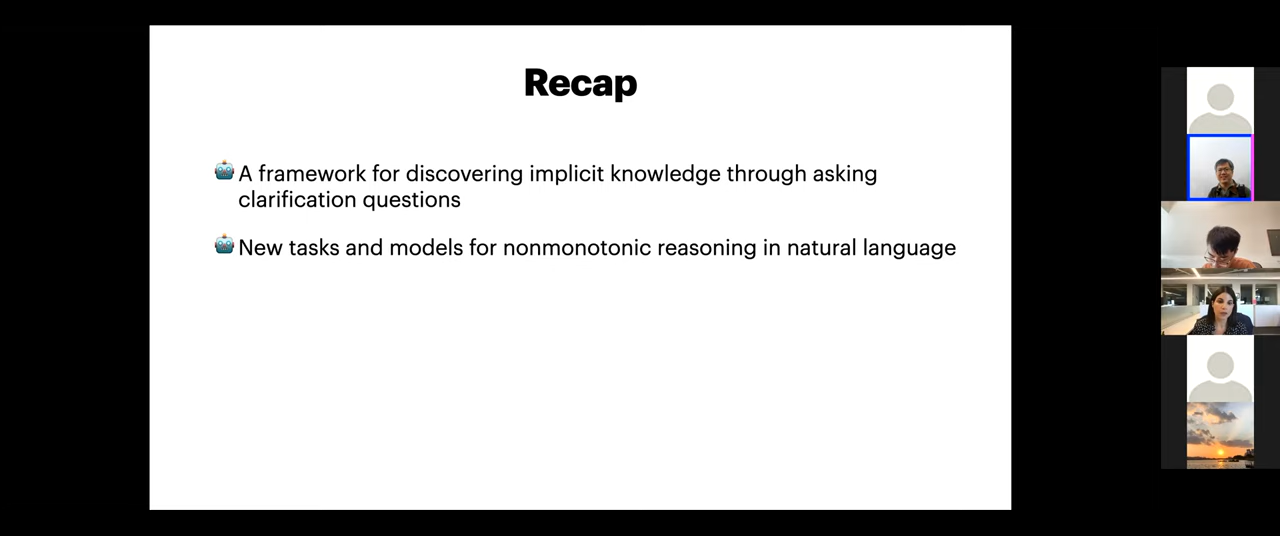 Recap
A framework for discovering implicit knowledge through asking
clarification questions
New tasks and models for nonmonotonic reasoning in natural language